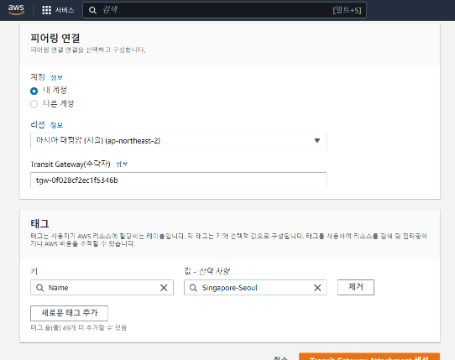 aws 서비스 검색 [알트+S]
피어링 연결
피어링 연결 연결을 선택하고 구성합니다.
계정 정보
내 계정
다른 계정
리전 정보
아시아 태평양 (서울) (ap-northeast-2)
Transit Gateway(수락자) 정보
tgw-0f028cf2ec1f5346b
태그
태그는 사용자가 AWS 리소스에 할당하는 레이블입니다. 각 태그는 키와 선택적 값으로 구성됩니다. 태그를 사용하여 리소스를 검색 및 필터링하
거나 AWS 비용을 추적할 수 있습니다.
키 값 - 선택 사항
Name Singapore-Seoul 제거
새로운 태그 추가
태그을(를) 49개 더 추가할 수 있음
취소 Transit Gateway Attachment 생성